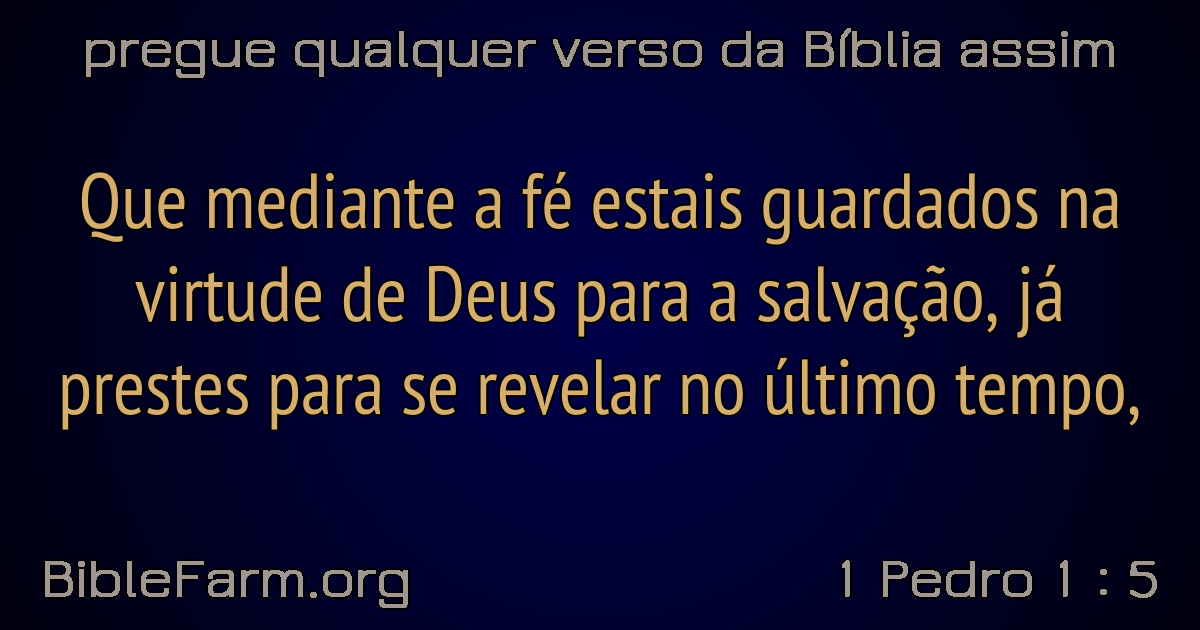 pregue qualquer verso da Bíblia assim
Que mediante a fé estais guardados na
virtude de Deus para a salvação, já
prestes para se revelar no último tempo,
BibleFarm.org
1 Pedro 1 : 5